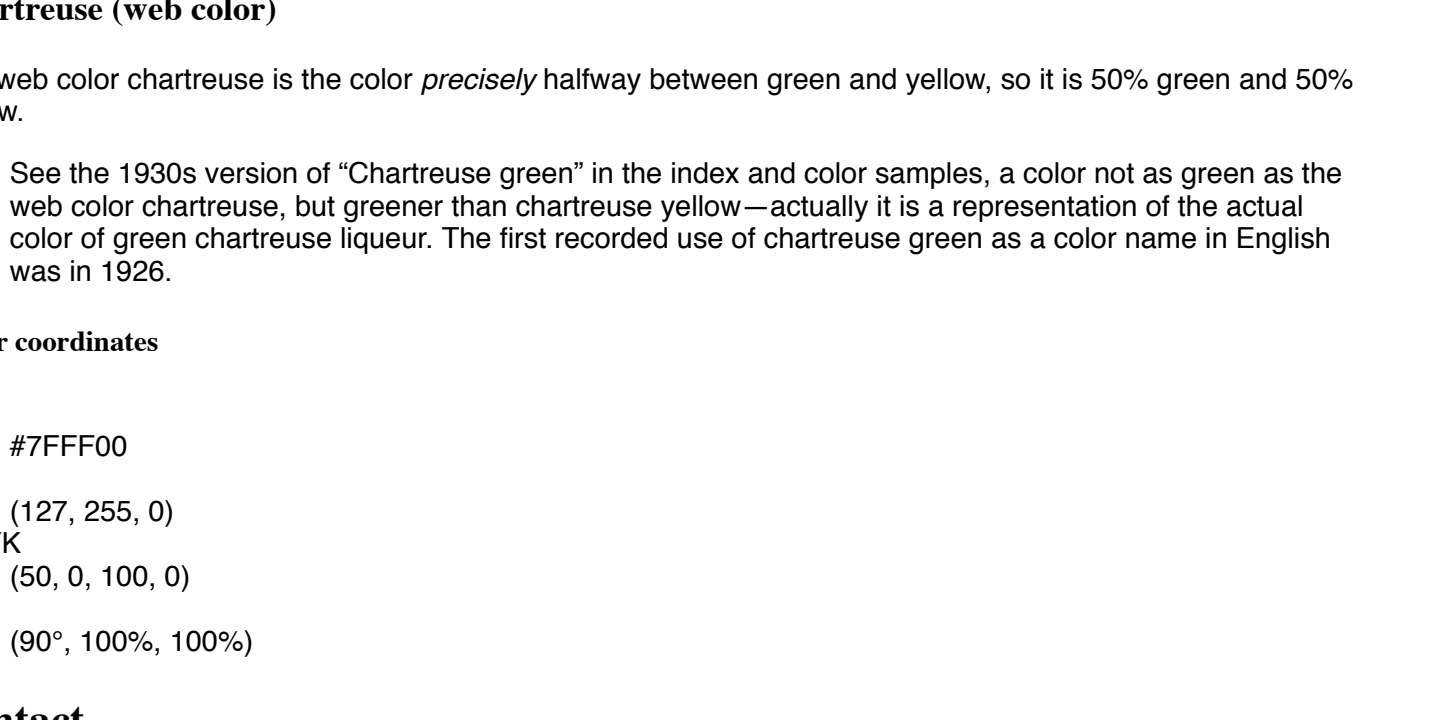 rtreuse (web color)
web color chartreuse is the color precisely halfway between green and yellow, so it is 50% green and 50%
w.
See the 1930s version of “Chartreuse green” in the index and color samples, a color not as green as the
web color chartreuse, but greener than chartreuse yellow—actually it is a representation of the actual
color of green chartreuse liqueur. The first recorded use of chartreuse green as a color name in English
was in 1926.
r coordinates
#7FFF00
(127, 255, 0)
YK
(50, 0, 100, 0)
(90°, 100%, 100%)
ntact